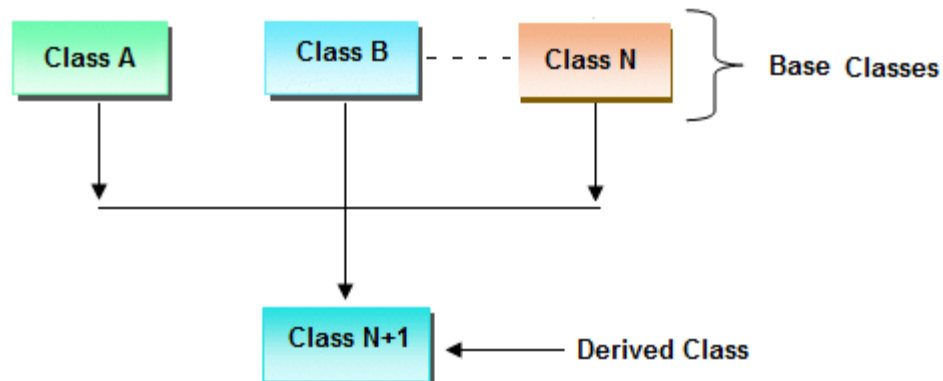 Class A
Class B
Class N
Base Classes
Class N+1
Derived Class